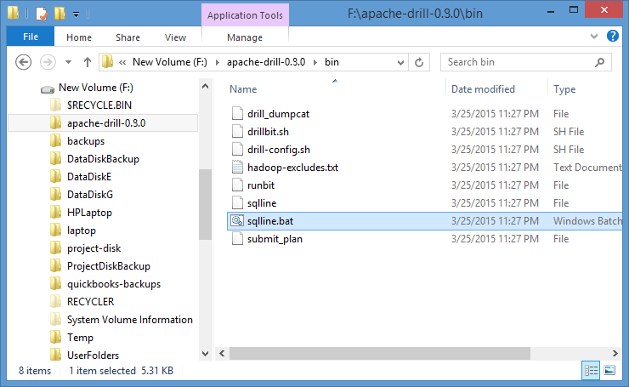 Application Tools
F:\apache-drill-0.8.0\bin
File Home Share View Manage
« New Volume (F:) apache-drill-0.8.0 bin
Search bin
New Volume (F:)
$RECYCLE.BIN
apache-drill-0.8.0
backups
DataDiskBackup
DataDiskE
DataDiskG
HPLaptop
laptop
project-disk
ProjectDiskBackup
quickbooks-backups
RECYCLER
System Volume Information
Temp
UserFolders
Name Date modified Type
drill_dumpcat 3/25/2015 11:27 PM File
drillbit.sh 3/25/2015 11:27 PM SH File
drill-config.sh 3/25/2015 11:27 PM SH File
hadoop-excludes.txt 3/25/2015 11:27 PM Text Document
runbit 3/25/2015 11:27 PM File
sqlline 3/25/2015 11:27 PM File
sqlline.bat 3/25/2015 11:27 PM Windows Batch
submit_plan 3/25/2015 11:27 PM File
8 items 1 item selected 5.31 KB